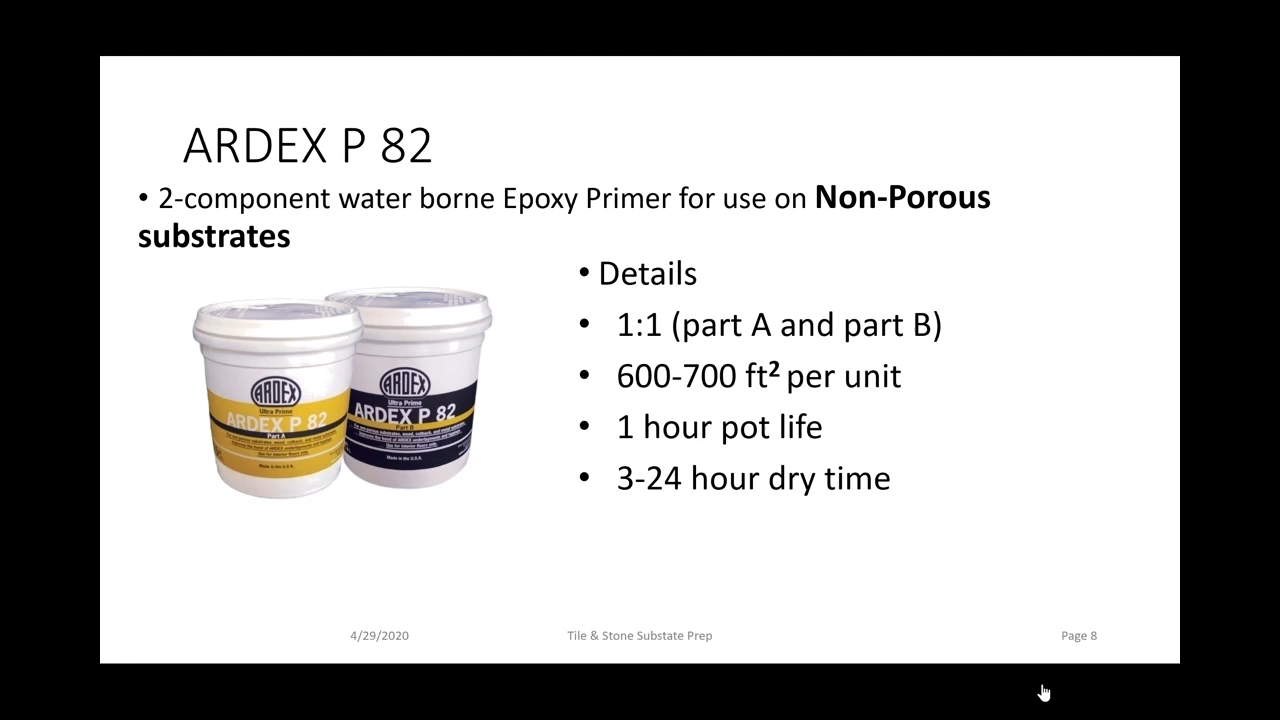 ARDEX P 82
• 2-component water borne Epoxy Primer for use on Non-Porous
substrates
• Details
• 1:1 (part A and part B)
• 600-700 ft² per unit
• 1 hour pot life
• 3-24 hour dry time
ARDEX
Ultra Prime
ARDEX P 82
Part A
Made in the U.S.A.
ARDEX
Ultra Prime
ARDEX P 82
Part B
Made in the U.S.A.
4/29/2020
Tile & Stone Substate Prep
Page 8